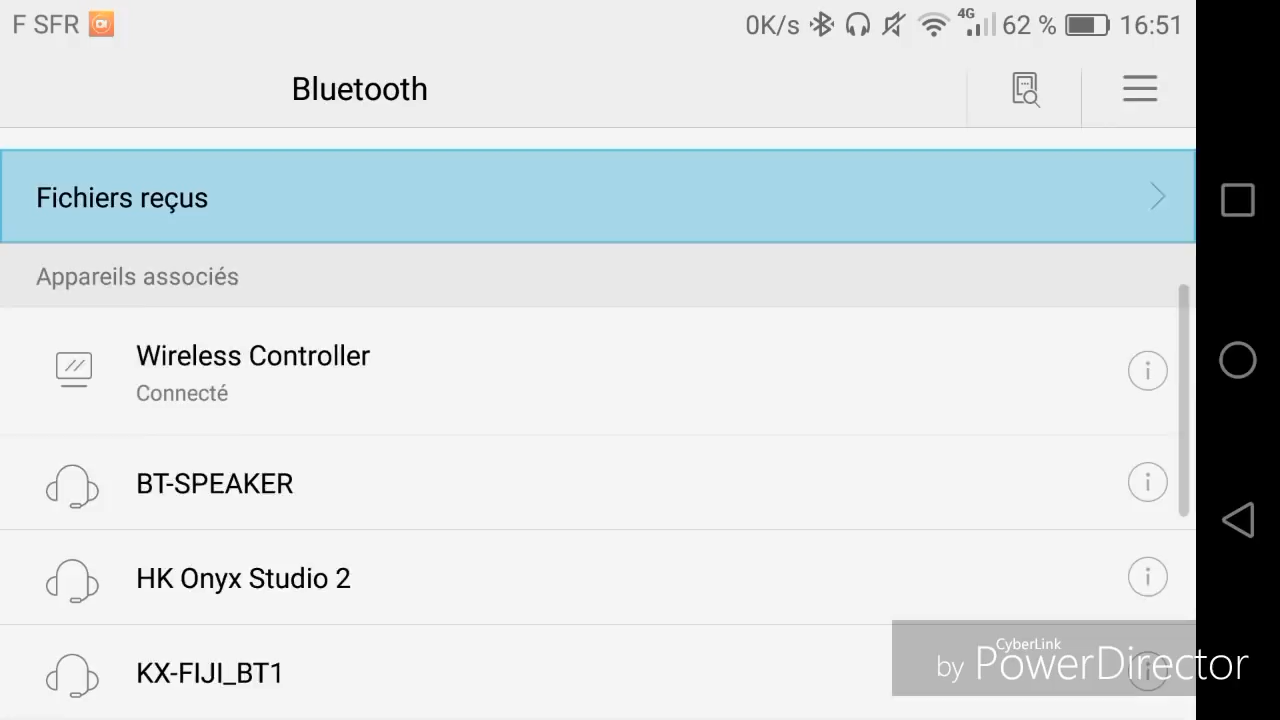 F SFR 0K/s 4G 62 % 16:51
Bluetooth
Fichiers reçus
Appareils associés
Wireless Controller
Connecté
BT-SPEAKER
HK Onyx Studio 2
KX-FIJI_BT1
CyberLink
by PowerDirector